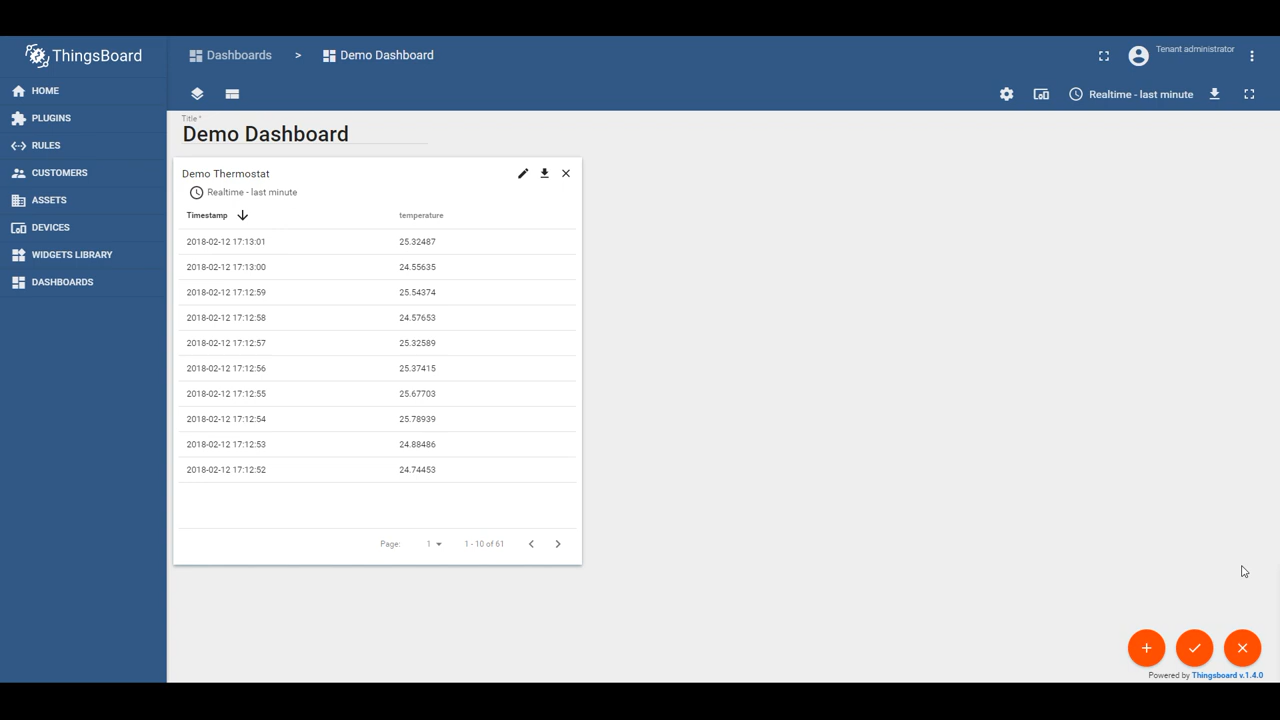 ThingsBoard
Dashboards > Demo Dashboard
Tenant administrator
HOME
PLUGINS
RULES
CUSTOMERS
ASSETS
DEVICES
WIDGETS LIBRARY
DASHBOARDS
Realtime - last minute
Title *
Demo Dashboard
Demo Thermostat
Realtime - last minute
Timestamp temperature
2018-02-12 17:13:01 25.32487
2018-02-12 17:13:00 24.55635
2018-02-12 17:12:59 25.54374
2018-02-12 17:12:58 24.57653
2018-02-12 17:12:57 25.32589
2018-02-12 17:12:56 25.37415
2018-02-12 17:12:55 25.67703
2018-02-12 17:12:54 25.78939
2018-02-12 17:12:53 24.88486
2018-02-12 17:12:52 24.74453
Page: 1 1 - 10 of 61
Powered by Thingsboard v.1.4.0